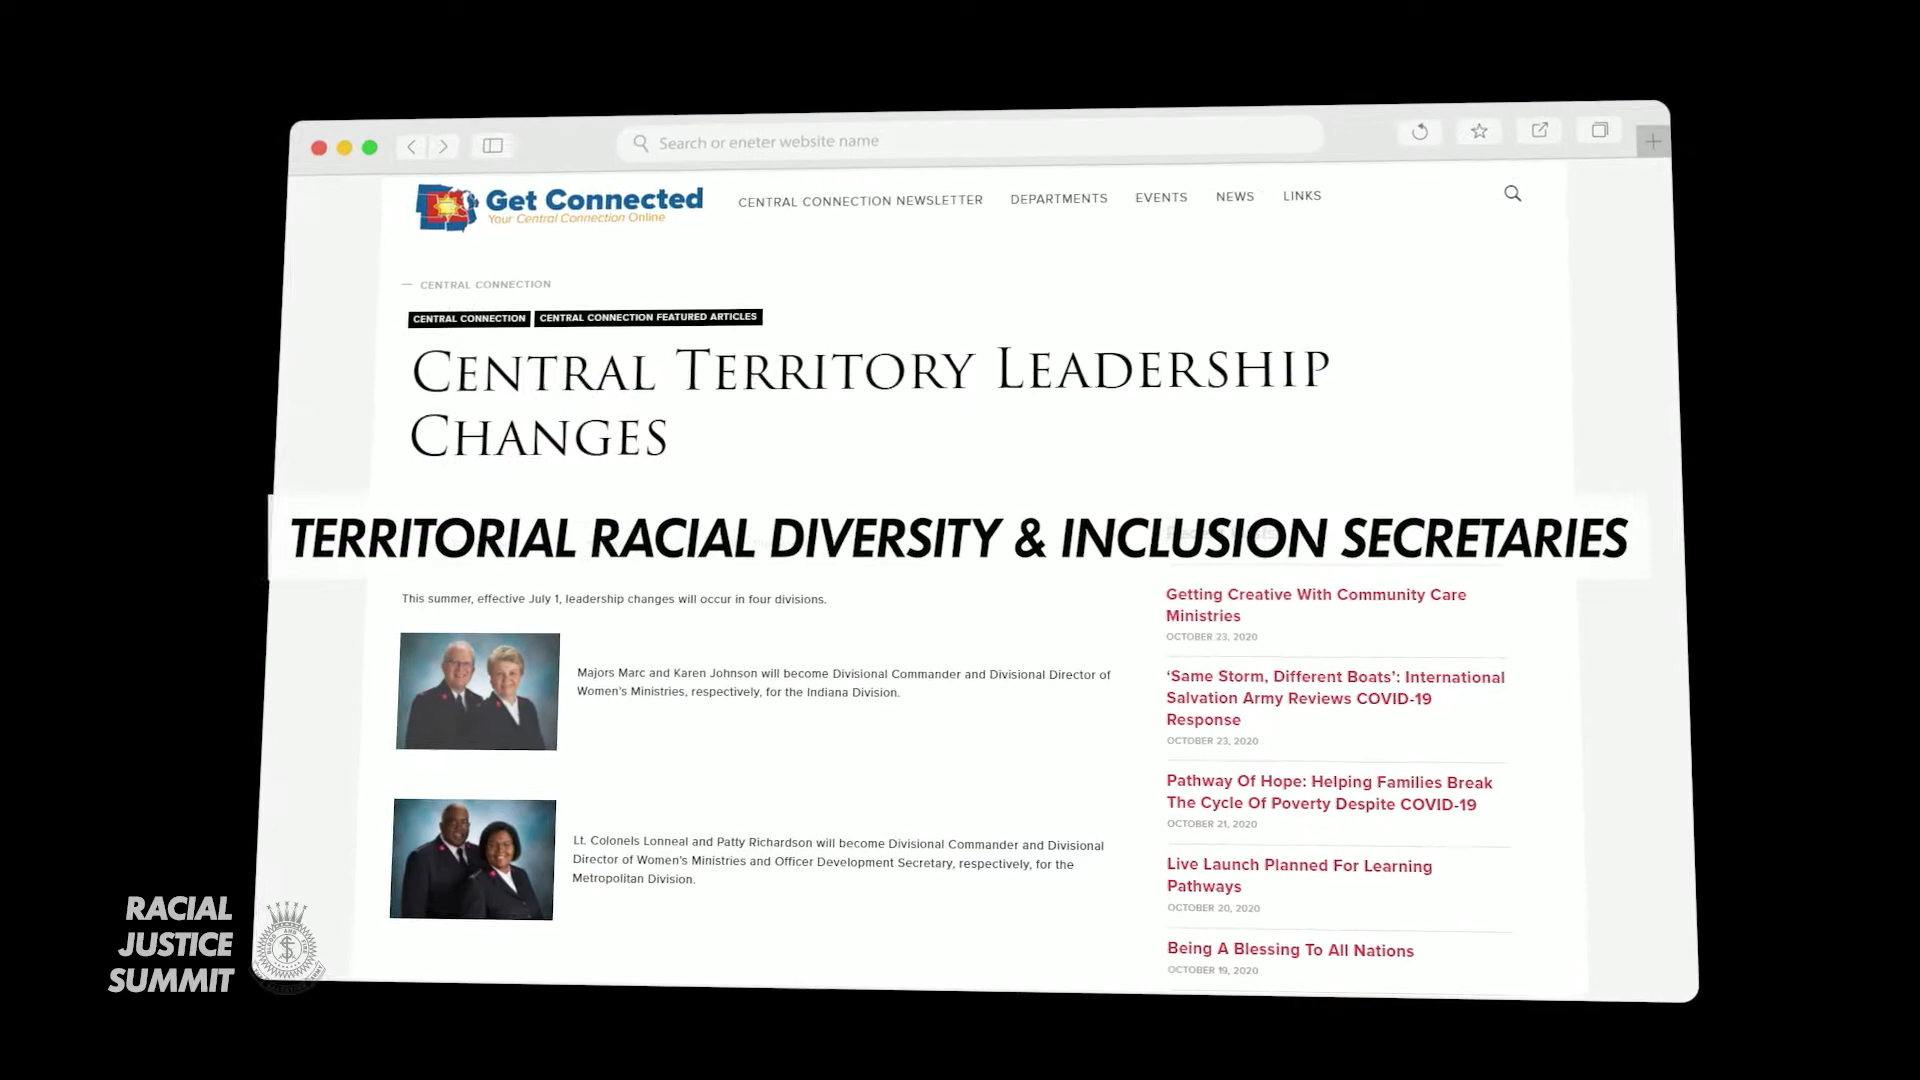 Search or eneter website name
Get Connected
Your Central Connection Online
CENTRAL CONNECTION NEWSLETTER
DEPARTMENTS
EVENTS
NEWS
LINKS
CENTRAL CONNECTION
CENTRAL CONNECTION
CENTRAL CONNECTION FEATURED ARTICLES
CENTRAL TERRITORY LEADERSHIP
CHANGES
TERRITORIAL RACIAL DIVERSITY & INCLUSION SECRETARIES
This summer, effective July 1, leadership changes will occur in four divisions.
Majors Marc and Karen Johnson will become Divisional Commander and Divisional Director of
Women's Ministries, respectively, for the Indiana Division.
Lt. Colonels Lonneal and Patty Richardson will become Divisional Commander and Divisional
Director of Women's Ministries and Officer Development Secretary, respectively, for the
Metropolitan Division.
Getting Creative With Community Care
Ministries
OCTOBER 23, 2020
‘Same Storm, Different Boats’: International
Salvation Army Reviews COVID-19
Response
OCTOBER 23, 2020
Pathway Of Hope: Helping Families Break
The Cycle Of Poverty Despite COVID-19
OCTOBER 21, 2020
Live Launch Planned For Learning
Pathways
OCTOBER 20, 2020
Being A Blessing To All Nations
OCTOBER 19, 2020
RACIAL
JUSTICE
SUMMIT